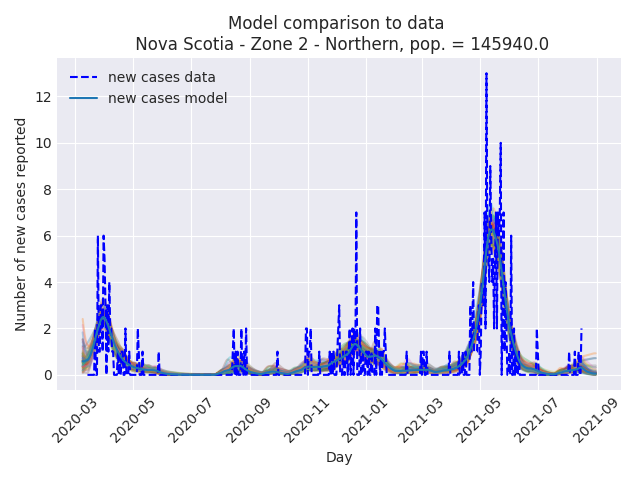 Model comparison to data
Nova Scotia - Zone 2 - Northern, pop. = 145940.0
new cases data
new cases model
Number of new cases reported
12
10
8
6
4
2
0
2020-03
2020-05
2020-07
2020-09
2020-11
2021-01
2021-03
2021-05
2021-07
2021-09
Day